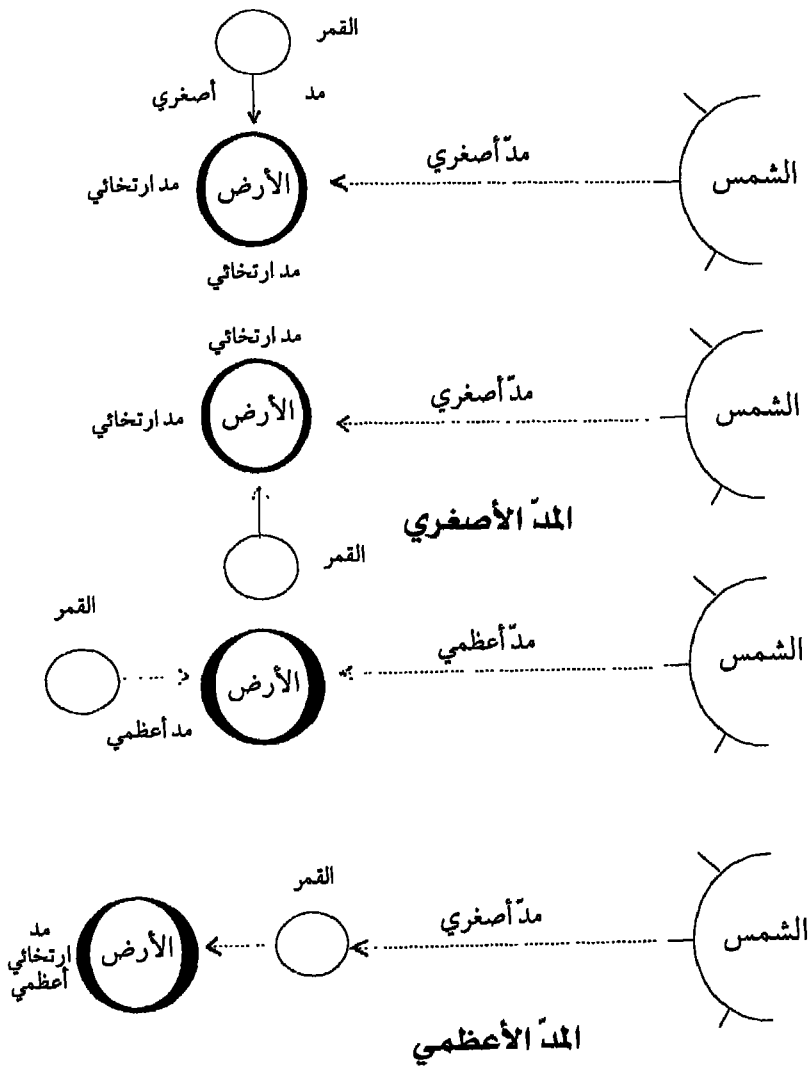 القمر
مد أصغري
مدّ أصغري
الشمس
الأرض
مد ارتخائي
مد ارتخائي
مد ارتخائي
مدّ أصغري
الشمس
الأرض
مد ارتخائي
المدّ الأصغري
القمر
القمر
مدّ أعظمي
الشمس
الأرض
مد أعظمي
القمر
مدّ أصغري
الشمس
الأرض
مد
ارتخائي
أعظمي
المدّ الأعظمي